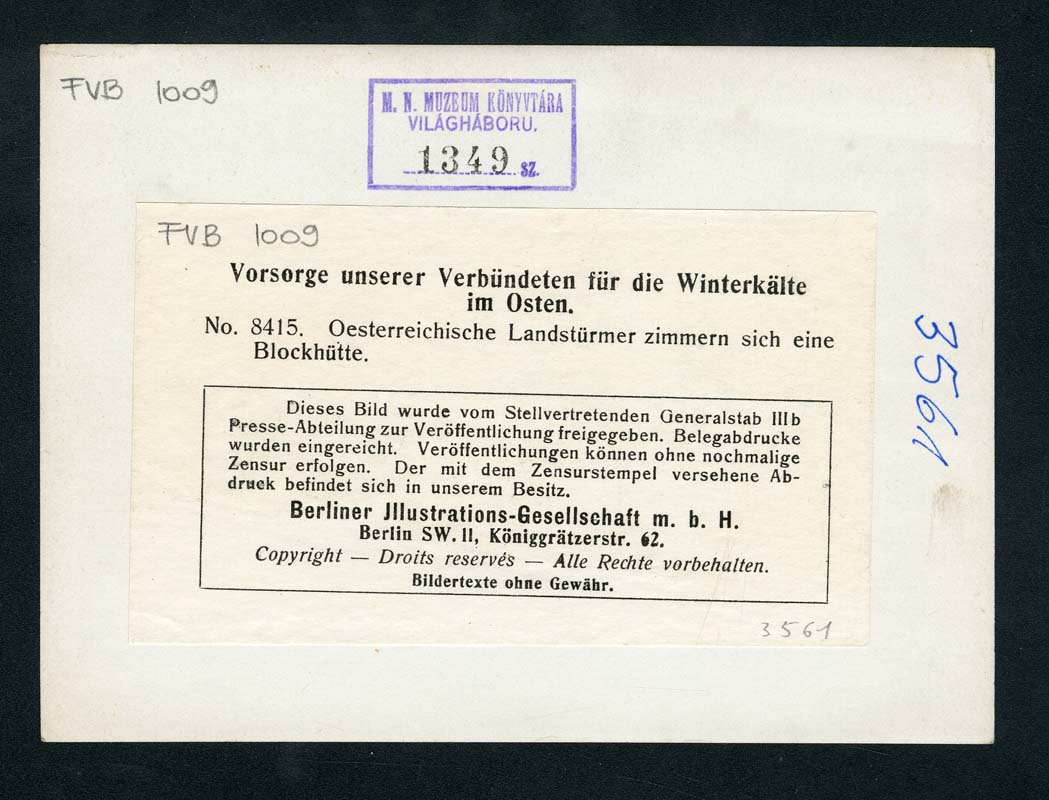 FVB 1009
M. N. MUZEUM KÖNYVTÁRA
VILÁGHÁBORU.
1349 sz.
FVB 1009
Vorsorge unserer Verbündeten für die Winterkälte
im Osten.
No. 8415. Oesterreichische Landstürmer zimmern sich eine
Blockhütte.
Dieses Bild wurde vom Stellvertretenden Generalstab IIIb
Presse-Abteilung zur Veröffentlichung freigegeben. Belegabdrucke
wurden eingereicht. Veröffentlichungen können ohne nochmalige
Zensur erfolgen. Der mit dem Zensurstempel versehene Ab-
druck befindet sich in unserem Besitz.
Berliner Jllustrations-Gesellschaft m. b. H.
Berlin SW. 11, Königgrätzerstr. 62.
Copyright — Droits reservés — Alle Rechte vorbehalten.
Bildertexte ohne Gewähr.
3561
3561